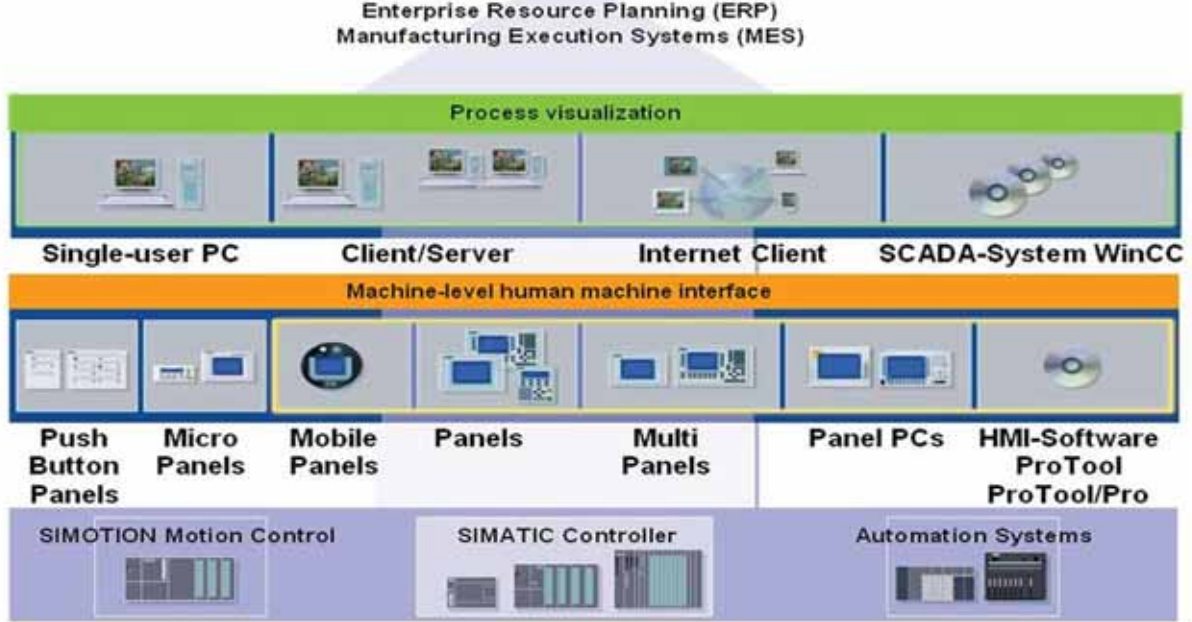 Enterprise Resource Planning (ERP)
Manufacturing Execution Systems (MES)
Process visualization
Single-user PC
Client/Server
Internet Client
SCADA-System WinCC
Machine-level human machine interface
Push
Button
Panels
Micro
Panels
Mobile
Panels
Panels
Multi
Panels
Panel PCs
HMI-Software
ProTool
ProTool/Pro
SIMOTION Motion Control
SIMATIC Controller
Automation Systems